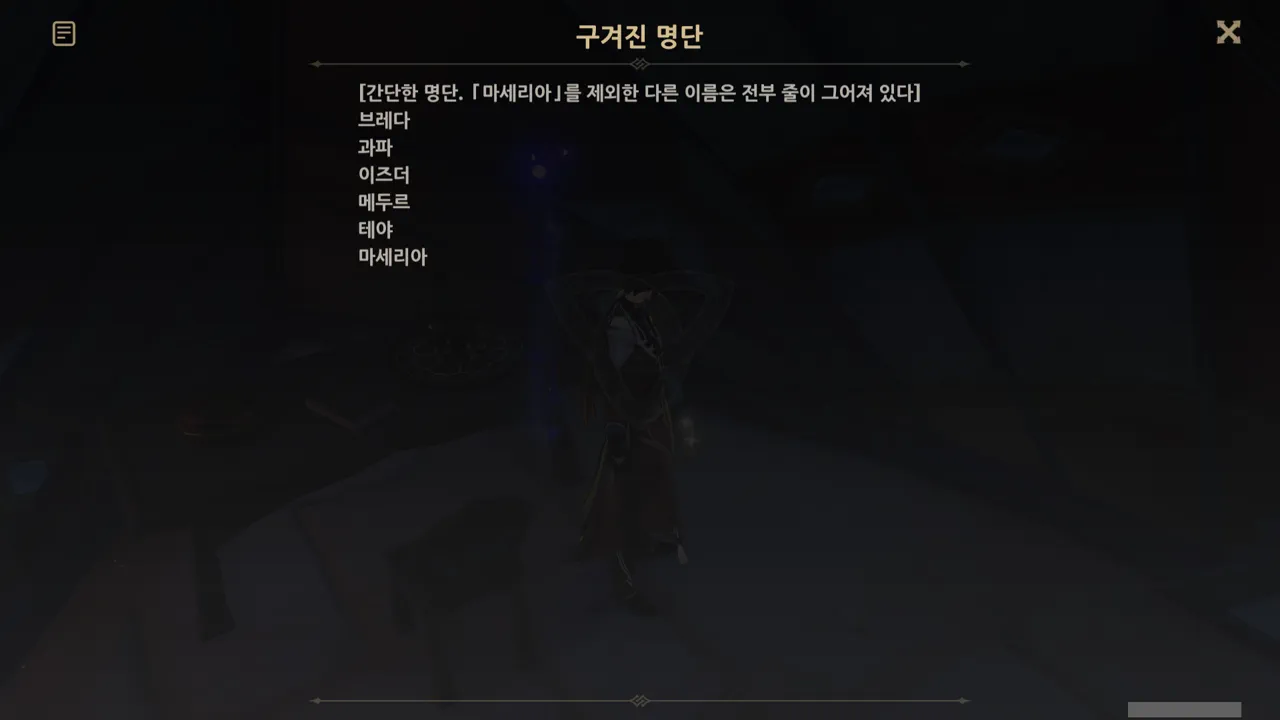 구겨진 명단
[간단한 명단. 「마세리아」를 제외한 다른 이름은 전부 줄이 그어져 있다]
브레다
과파
이즈더
메두르
테야
마세리아